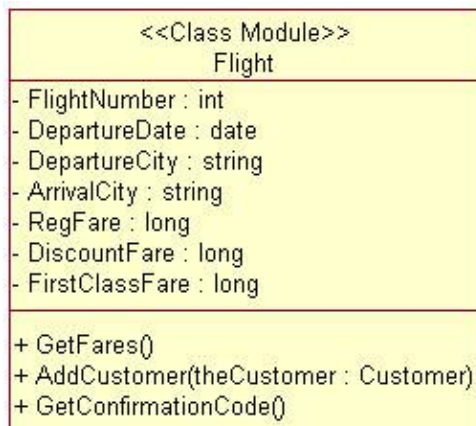 <<Class Module>>
Flight
- FlightNumber : int
- DepartureDate : date
- DepartureCity : string
- ArrivalCity : string
- RegFare : long
- DiscountFare : long
- FirstClassFare : long
+ GetFares()
+ AddCustomer(theCustomer : Customer)
+ GetConfirmationCode()